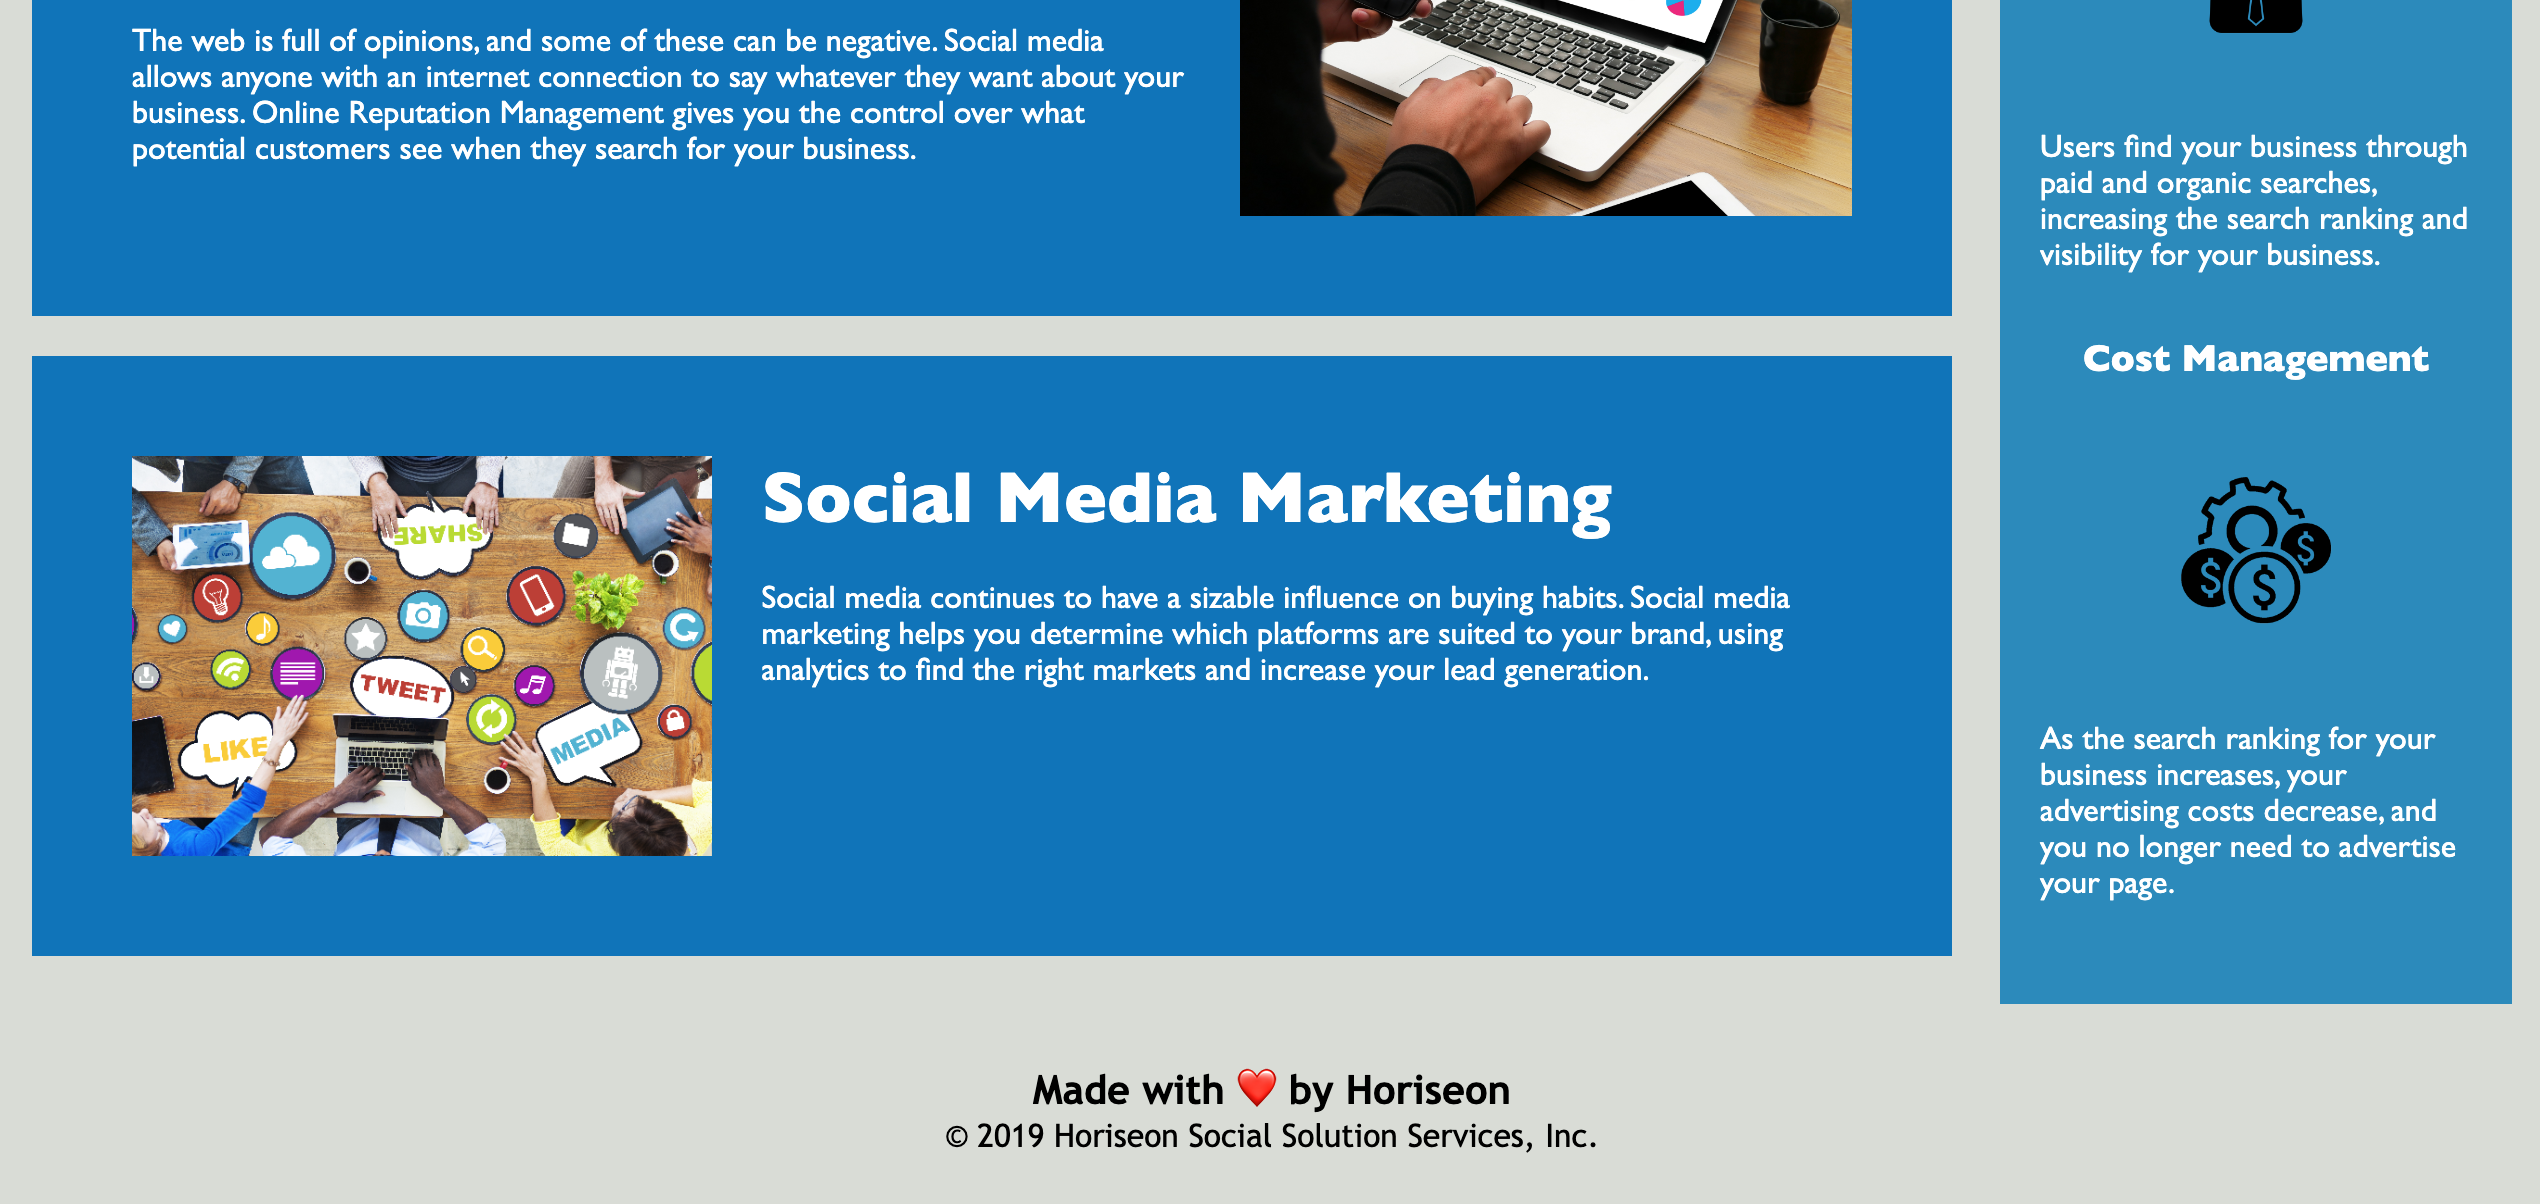 The web is full of opinions, and some of these can be negative. Social media
allows anyone with an internet connection to say whatever they want about your
business. Online Reputation Management gives you the control over what
potential customers see when they search for your business.
Social Media Marketing
Social media continues to have a sizable influence on buying habits. Social media
marketing helps you determine which platforms are suited to your brand, using
analytics to find the right markets and increase your lead generation.
SHARE
TWEET
LIKE
MEDIA
Users find your business through
paid and organic searches,
increasing the search ranking and
visibility for your business.
Cost Management
$
$
$
As the search ranking for your
business increases, your
advertising costs decrease, and
you no longer need to advertise
your page.
Made with ❤️ by Horiseon
© 2019 Horiseon Social Solution Services, Inc.